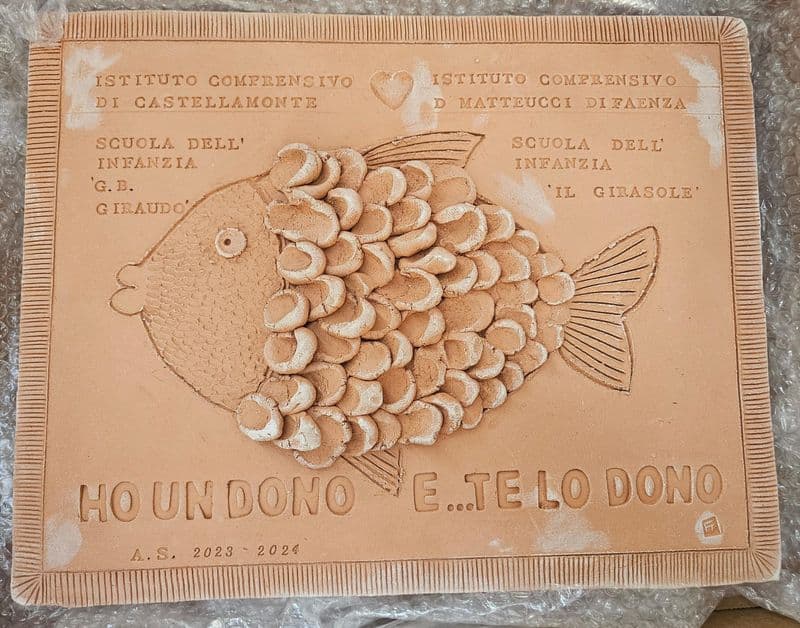 ISTITUTO COMPRENSIVO
DI CASTELLAMONTE
ISTITUTO COMPRENSIVO
D MATTEUCCI DI FAENZA
SCUOLA DELL'
INFANZIA
'G.B.
GIRAUDO'
SCUOLA DELL'
INFANZIA
'IL GIRASOLE'
HO UN DONO E...TE LO DONO
A.S. 2023-2024